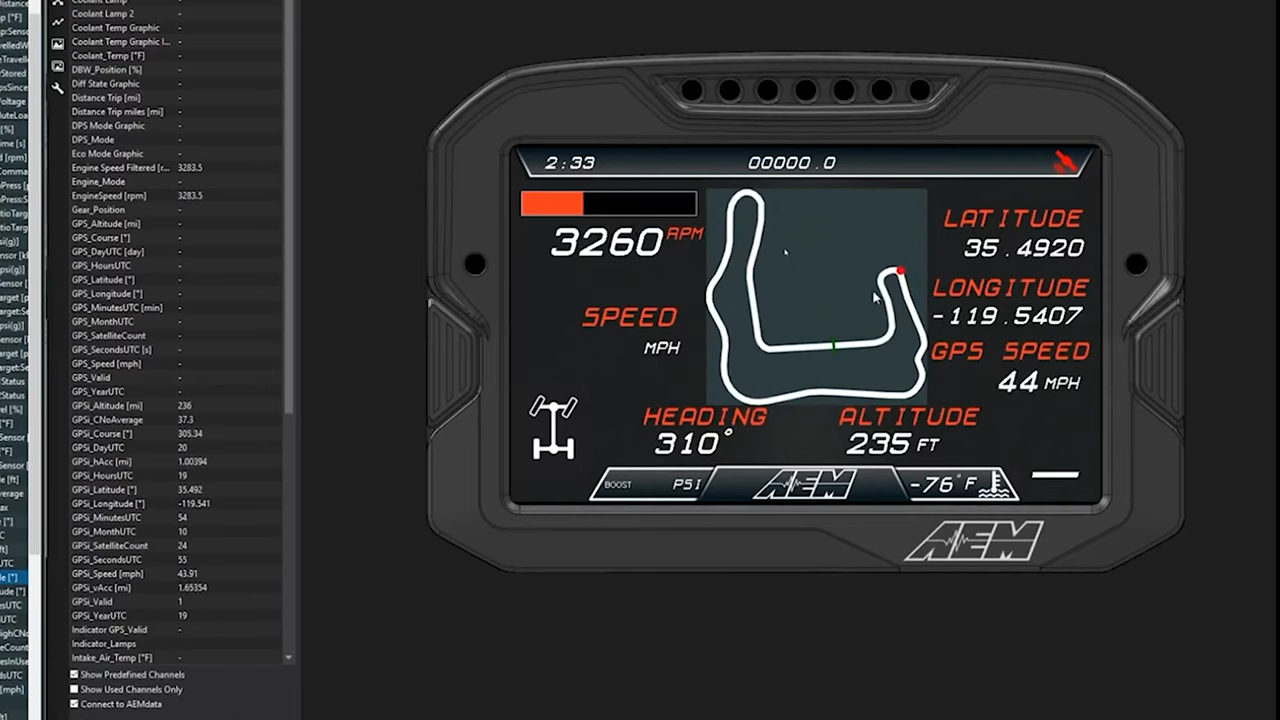 Coolant Lamp -
Coolant Lamp 2 -
Coolant Temp Graphic -
Coolant Temp Graphic I... -
Coolant_Temp [°F] -
DBW_Position [%] -
Diff State Graphic -
Distance Trip [mi] -
Distance Trip miles [mi] -
DPS Mode Graphic -
DPS_Mode -
Eco Mode Graphic -
Engine Speed Filtered [r... 3283.5
Engine_Mode -
EngineSpeed [rpm] 3283.5
Gear_Position -
GPS_Altitude [mi] -
GPS_Course [°] -
GPS_DayUTC [day] -
GPS_HoursUTC -
GPS_Latitude [°] -
GPS_Longitude [°] -
GPS_MinutesUTC [min] -
GPS_MonthUTC -
GPS_SatelliteCount -
GPS_SecondsUTC [s] -
GPS_Speed [mph] -
GPS_Valid -
GPS_YearUTC -
GPSi_Altitude [mi] 236
GPSi_CNoAverage 37.3
GPSi_Course [°] 305.34
GPSi_DayUTC 20
GPSi_hAcc [mi] 1.00394
GPSi_HoursUTC 19
GPSi_Latitude [°] 35.492
GPSi_Longitude [°] -119.541
GPSi_MinutesUTC 54
GPSi_MonthUTC 10
GPSi_SatelliteCount 24
GPSi_SecondsUTC 55
GPSi_Speed [mph] 43.91
GPSi_vAcc [mi] 1.65354
GPSi_Valid 1
GPSi_YearUTC 19
Indicator GPS_Valid -
Indicator_Lamps
Intake_Air_Temp [°F] -
Show Predefined Channels
Show Used Channels Only
Connect to AEMdata
2:33 00000.0
3260 RPM
SPEED
MPH
LATITUDE
35.4920
LONGITUDE
-119.5407
GPS SPEED
44 MPH
HEADING
310°
ALTITUDE
235 FT
BOOST PSI
AEM
-76°F
AEM